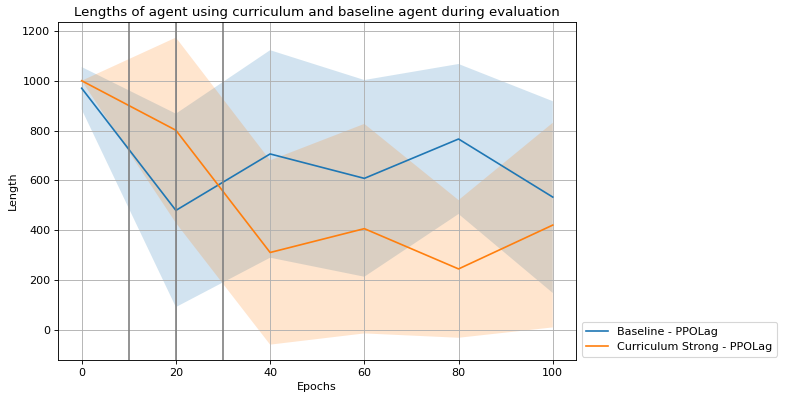 Lengths of agent using curriculum and baseline agent during evaluation
1200
1000
800
600
400
200
0
Length
0 20 40 60 80 100
Epochs
Baseline - PPOLag
Curriculum Strong - PPOLag